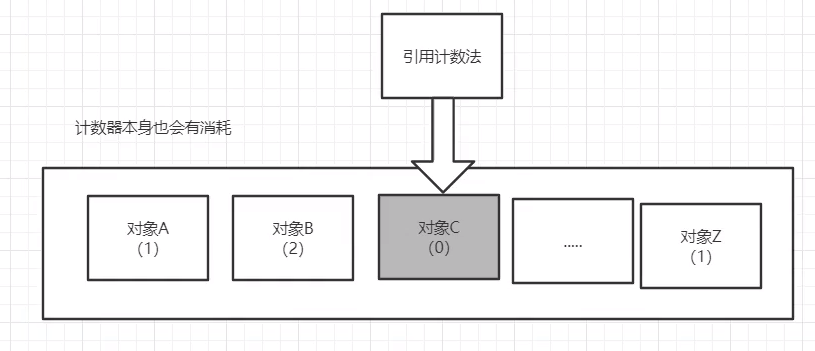 引用计数法
计数器本身也会有消耗
对象A
(1)
对象B
(2)
对象C
(0)
.....
对象Z
(1)